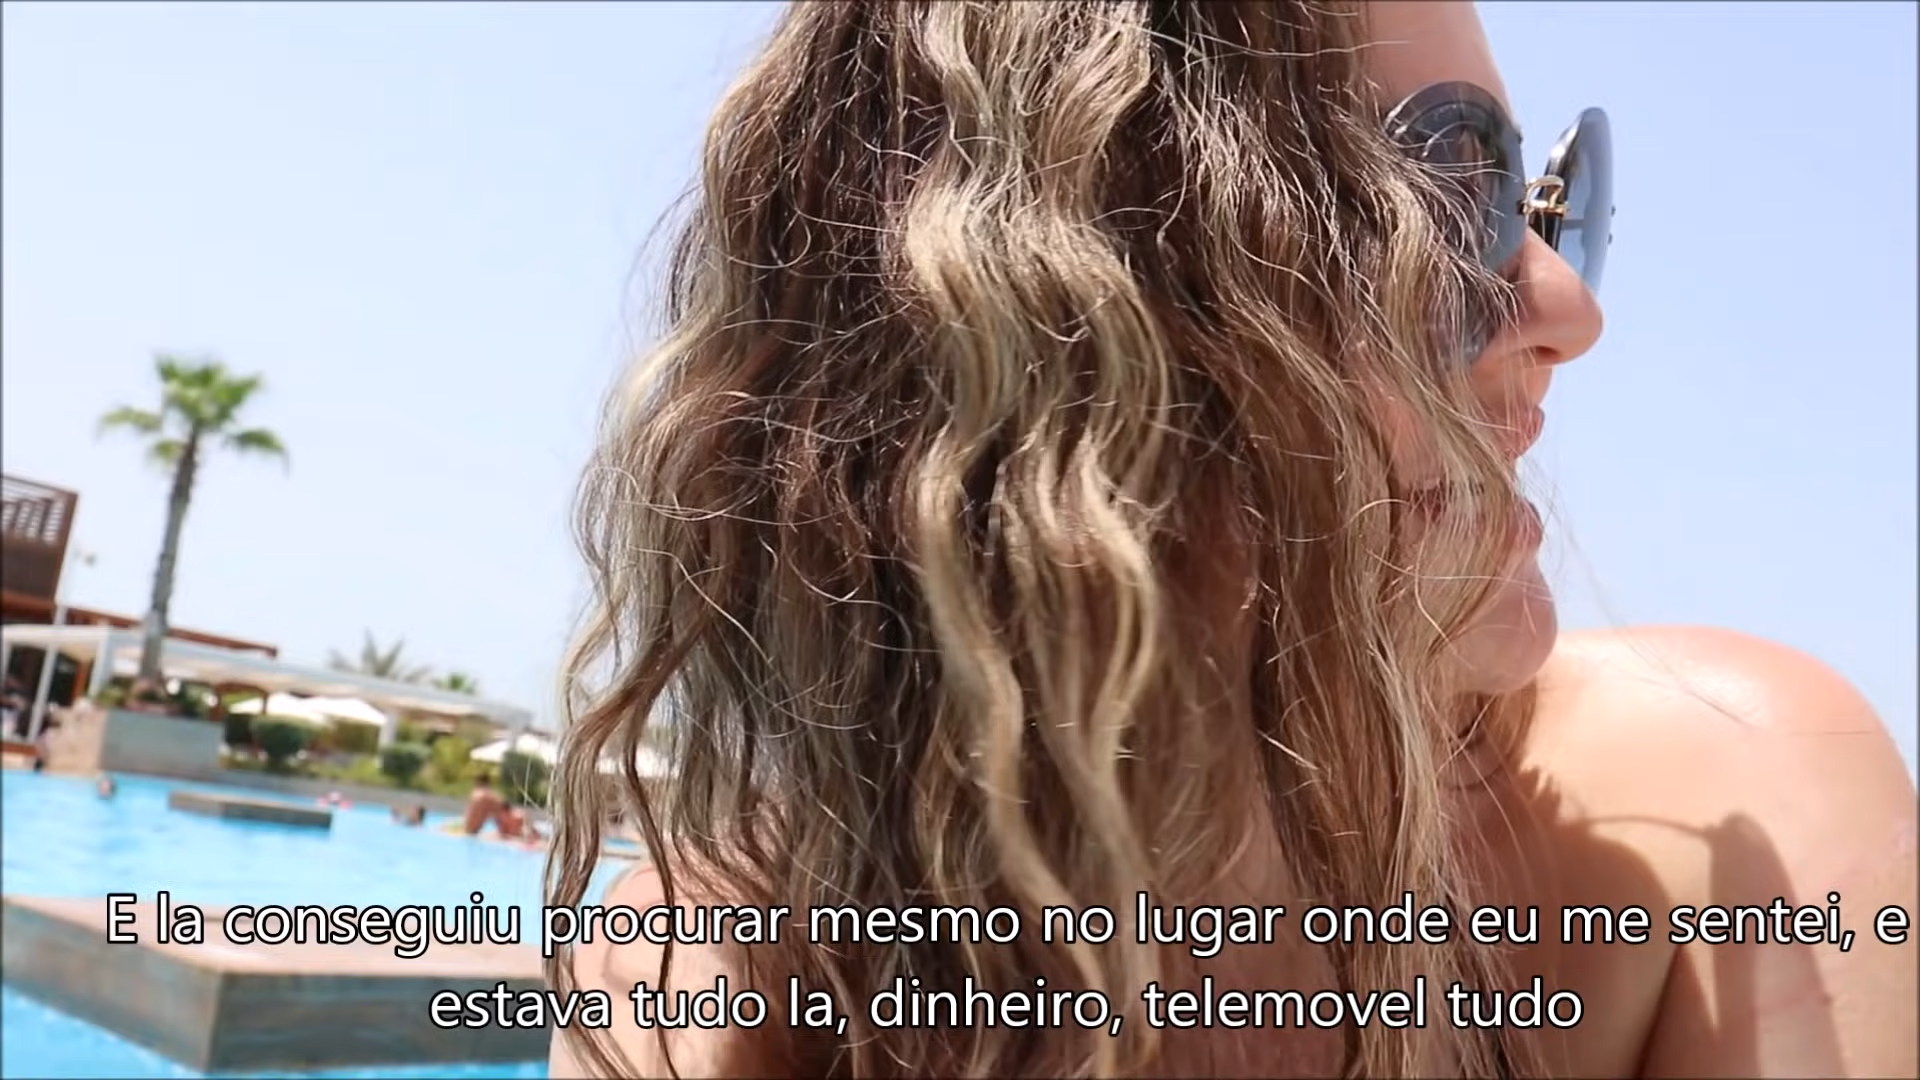 E la conseguiu procurar mesmo no lugar onde eu me sentei, e
estava tudo la, dinheiro, telemovel tudo